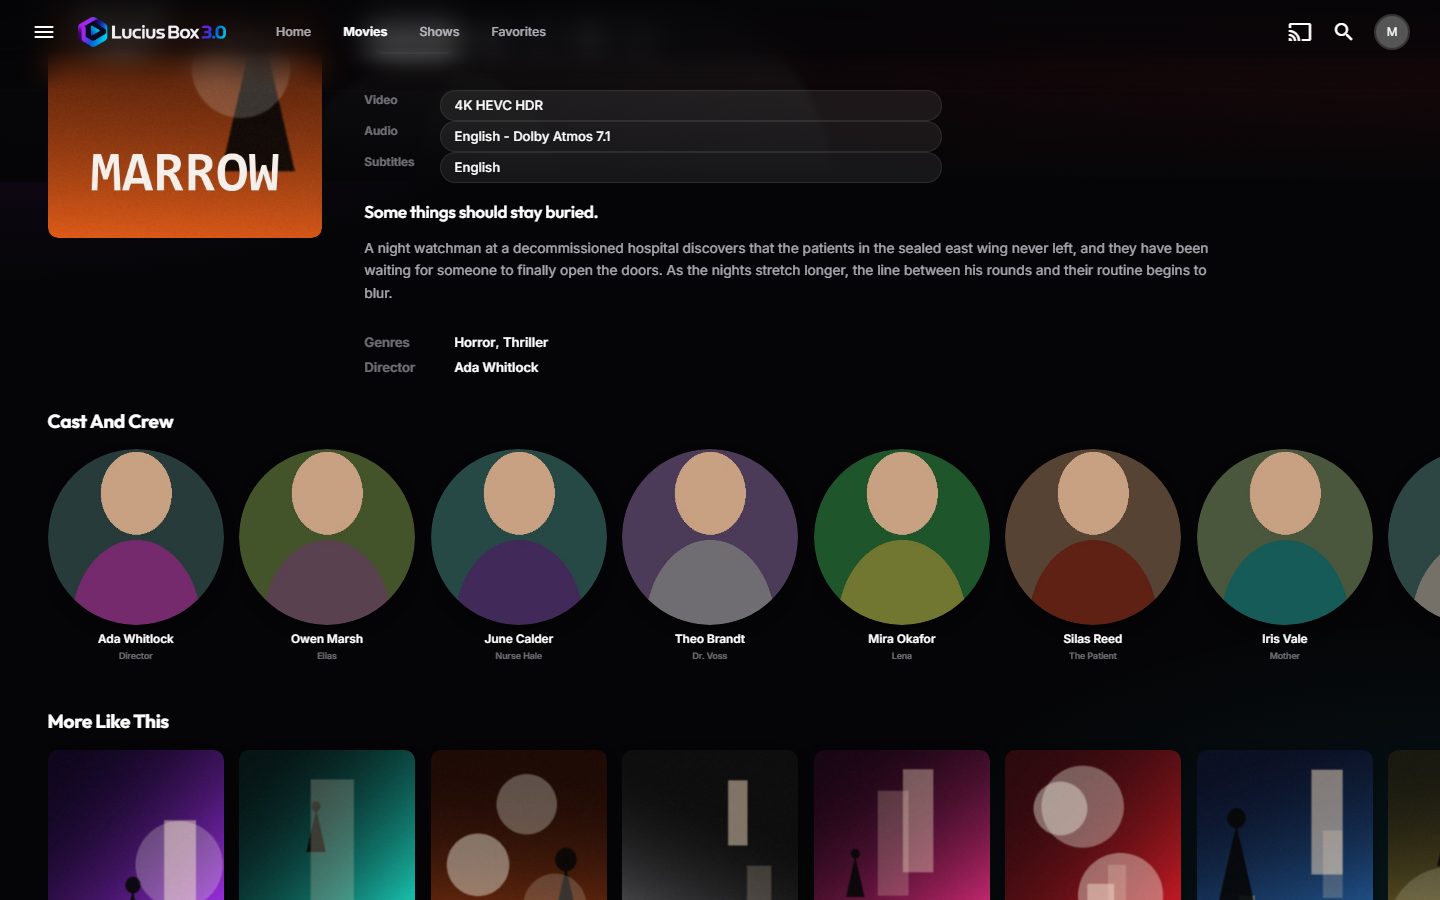 Lucius Box 3.0
Home
Movies
Shows
Favorites
M
MARROW
Video
4K HEVC HDR
Audio
English - Dolby Atmos 7.1
Subtitles
English
Some things should stay buried.
A night watchman at a decommissioned hospital discovers that the patients in the sealed east wing never left, and they have been
waiting for someone to finally open the doors. As the nights stretch longer, the line between his rounds and their routine begins to
blur.
Genres
Horror, Thriller
Director
Ada Whitlock
Cast And Crew
Ada Whitlock
Director
Owen Marsh
Elias
June Calder
Nurse Hale
Theo Brandt
Dr. Voss
Mira Okafor
Lena
Silas Reed
The Patient
Iris Vale
Mother
More Like This